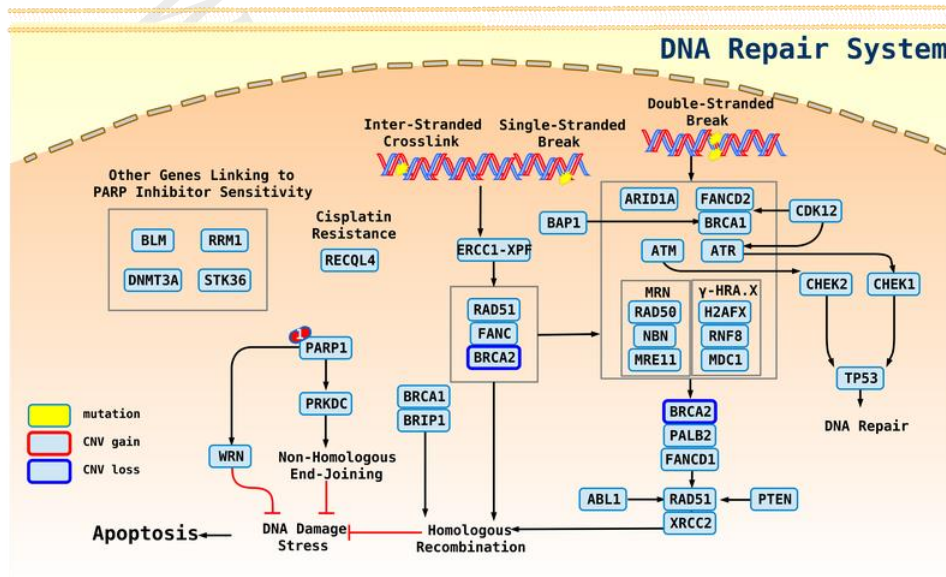 DNA Repair System
Double-Stranded
Break
Inter-Stranded
Crosslink
Single-Stranded
Break
Other Genes Linking to
PARP Inhibitor Sensitivity
BLM
RRM1
DNMT3A
STK36
Cisplatin
Resistance
RECQL4
ERCC1-XPF
RAD51
FANC
BRCA2
BAP1
ARID1A
FANCD2
BRCA1
CDK12
ATM
ATR
CHEK2
CHEK1
MRN
RAD50
NBN
MRE11
γ-HRA.X
H2AFX
RNF8
MDC1
TP53
DNA Repair
1
PARP1
PRKDC
WRN
Non-Homologous
End-Joining
BRCA1
BRIP1
BRCA2
PALB2
FANCD1
ABL1
RAD51
PTEN
XRCC2
mutation
CNV gain
CNV loss
Apoptosis
DNA Damage
Stress
Homologous
Recombination